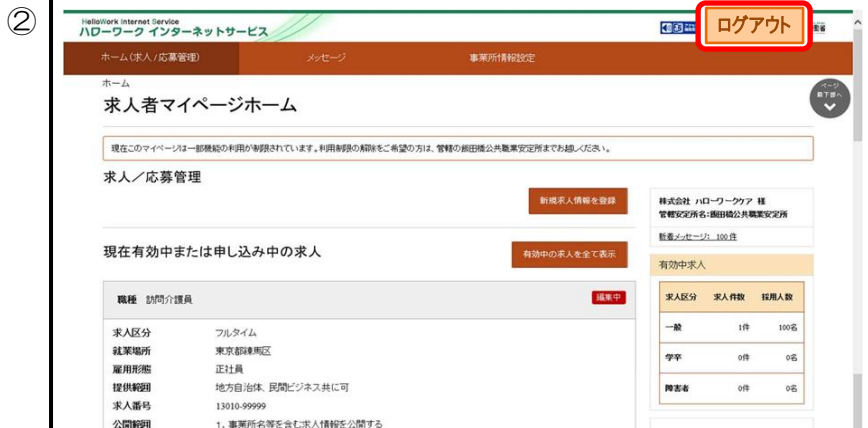 ②
HelloWork Internet Service
ハローワーク インターネットサービス
ログアウト
ホーム(求人/応募管理)
メッセージ
事業所情報設定
ホーム
求人者マイページホーム
ページ
最下部へ
現在このマイページは一部機能の利用が制限されています。利用制限の解除をご希望の方は、管轄の飯田橋公共職業安定所までお越しください。
求人/応募管理
新規求人情報を登録
株式会社 ハローワークケア 様
管轄安定所名:飯田橋公共職業安定所
新着メッセージ: 100件
現在有効中または申し込み中の求人
有効中の求人を全て表示
有効中求人
職種 訪問介護員
編集中
求人区分 求人件数 採用人数
一般 1件 100名
学卒 0件 0名
障害者 0件 0名
求人区分 フルタイム
就業場所 東京都練馬区
雇用形態 正社員
提供範囲 地方自治体、民間ビジネス共に可
求人番号 13010-99999
公開範囲 1.事業所名等を含む求人情報を公開する